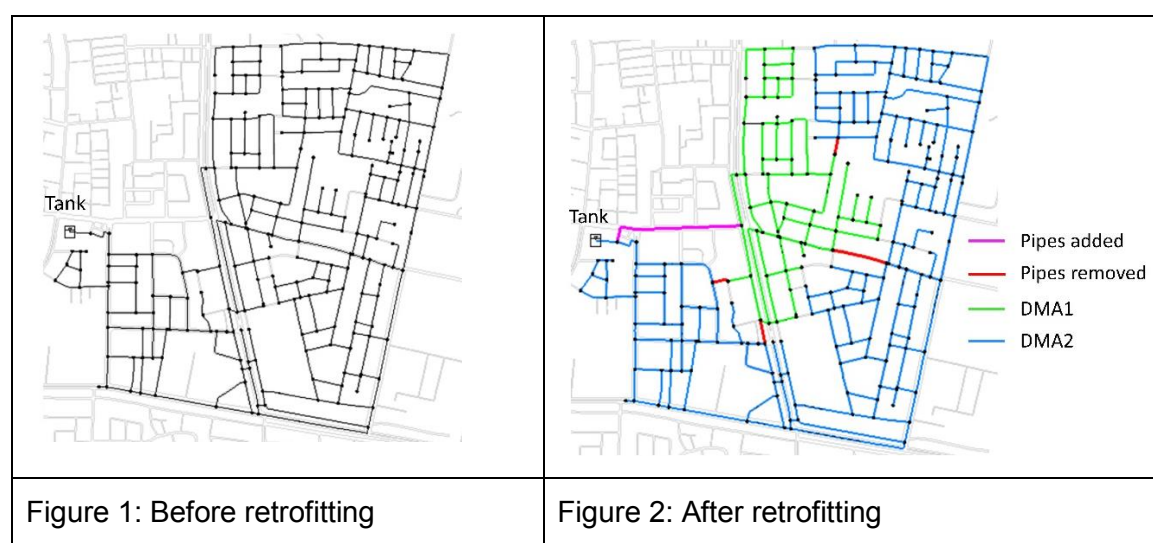 Tank
Tank
Pipes added
Pipes removed
DMA1
DMA2
Figure 1: Before retrofitting
Figure 2: After retrofitting